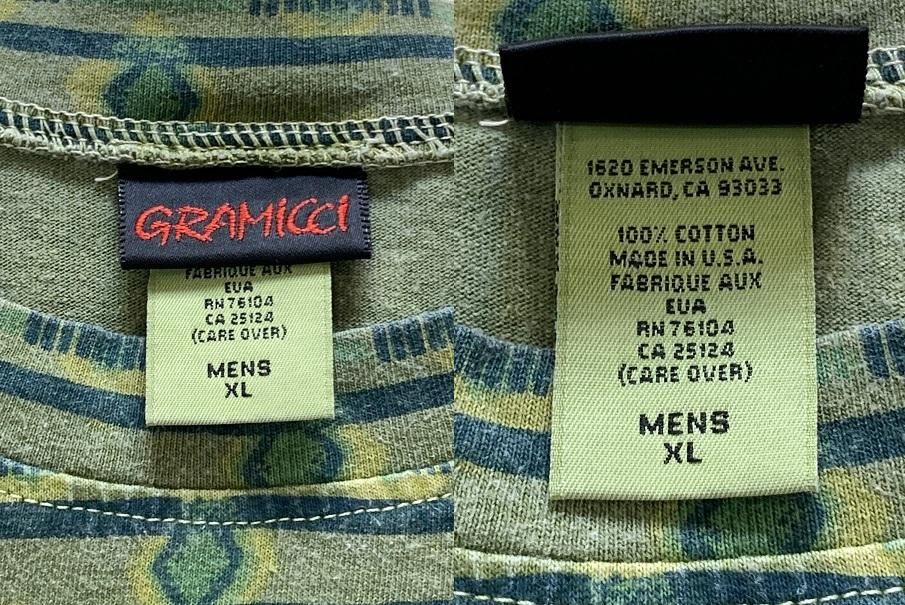 GRAMICCI
FABRIQUE AUX
EUA
RN 76104
CA 25124
(CARE OVER)
MENS
XL
1620 EMERSON AVE.
OXNARD, CA 93033
100% COTTON
MADE IN U.S.A.
FABRIQUE AUX
EUA
RN 76104
CA 25124
(CARE OVER)
MENS
XL